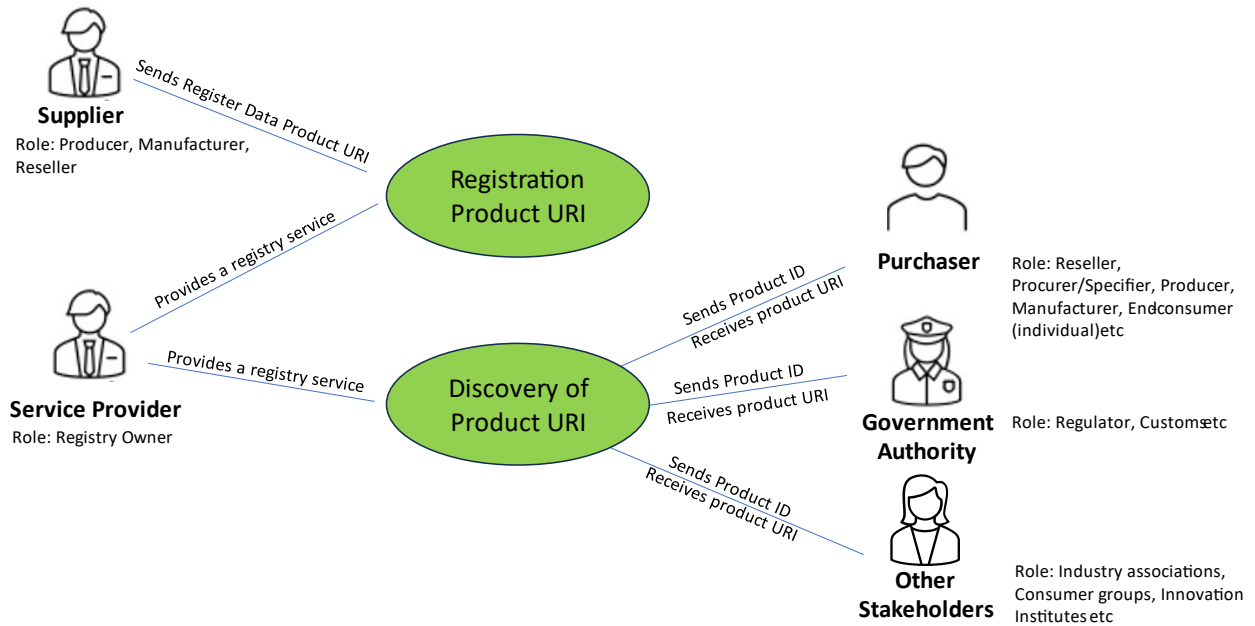 Sends Register Data Product URI
Supplier
Role: Producer, Manufacturer,
Reseller
Registration
Product URI
Provides a registry service
Purchaser
Role: Reseller,
Procurer/Specifier, Producer,
Manufacturer, Endconsumer
(individual)etc
Sends Product ID
Receives product URI
Provides a registry service
Service Provider
Role: Registry Owner
Discovery of
Product URI
Sends Product ID
Receives product URI
Government
Authority
Role: Regulator, Customsetc
Sends Product ID
Receives product URI
Other
Stakeholders
Role: Industry associations,
Consumer groups, Innovation
Institutes etc